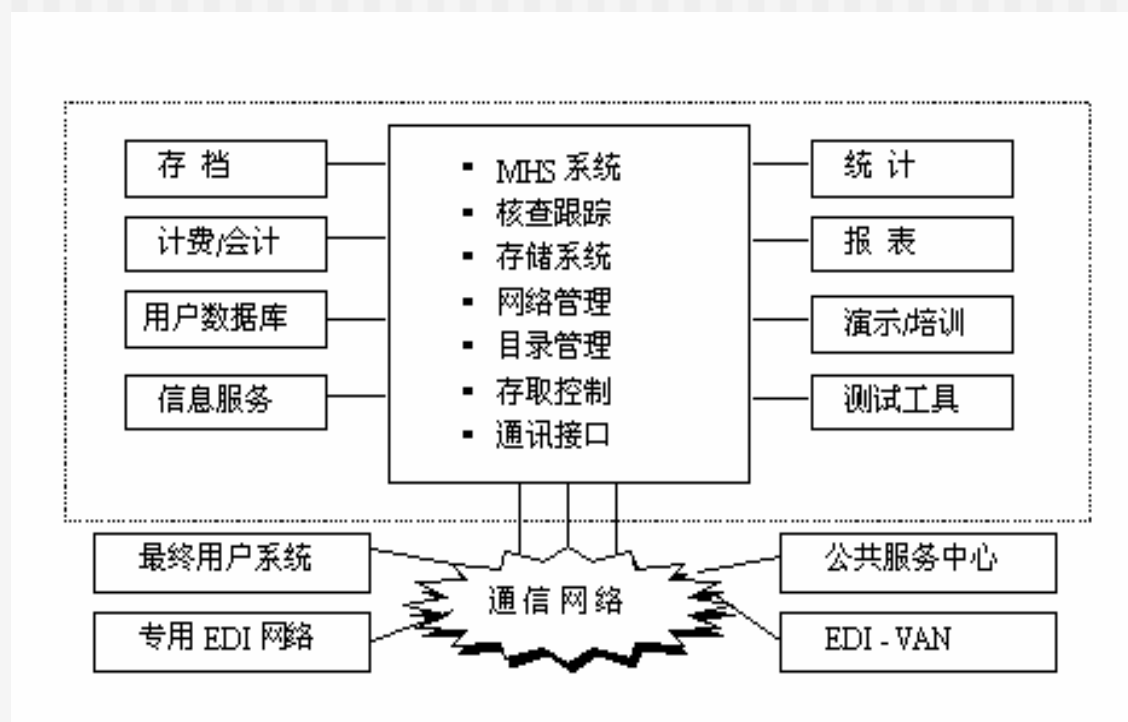 存 档
计费/会计
用户数据库
信息服务
▪ MHS 系统
▪ 核查跟踪
▪ 存储系统
▪ 网络管理
▪ 目录管理
▪ 存取控制
▪ 通讯接口
统 计
报 表
演示/培训
测试工具
最终用户系统
专用 EDI 网络
通信网络
公共服务中心
EDI - VAN